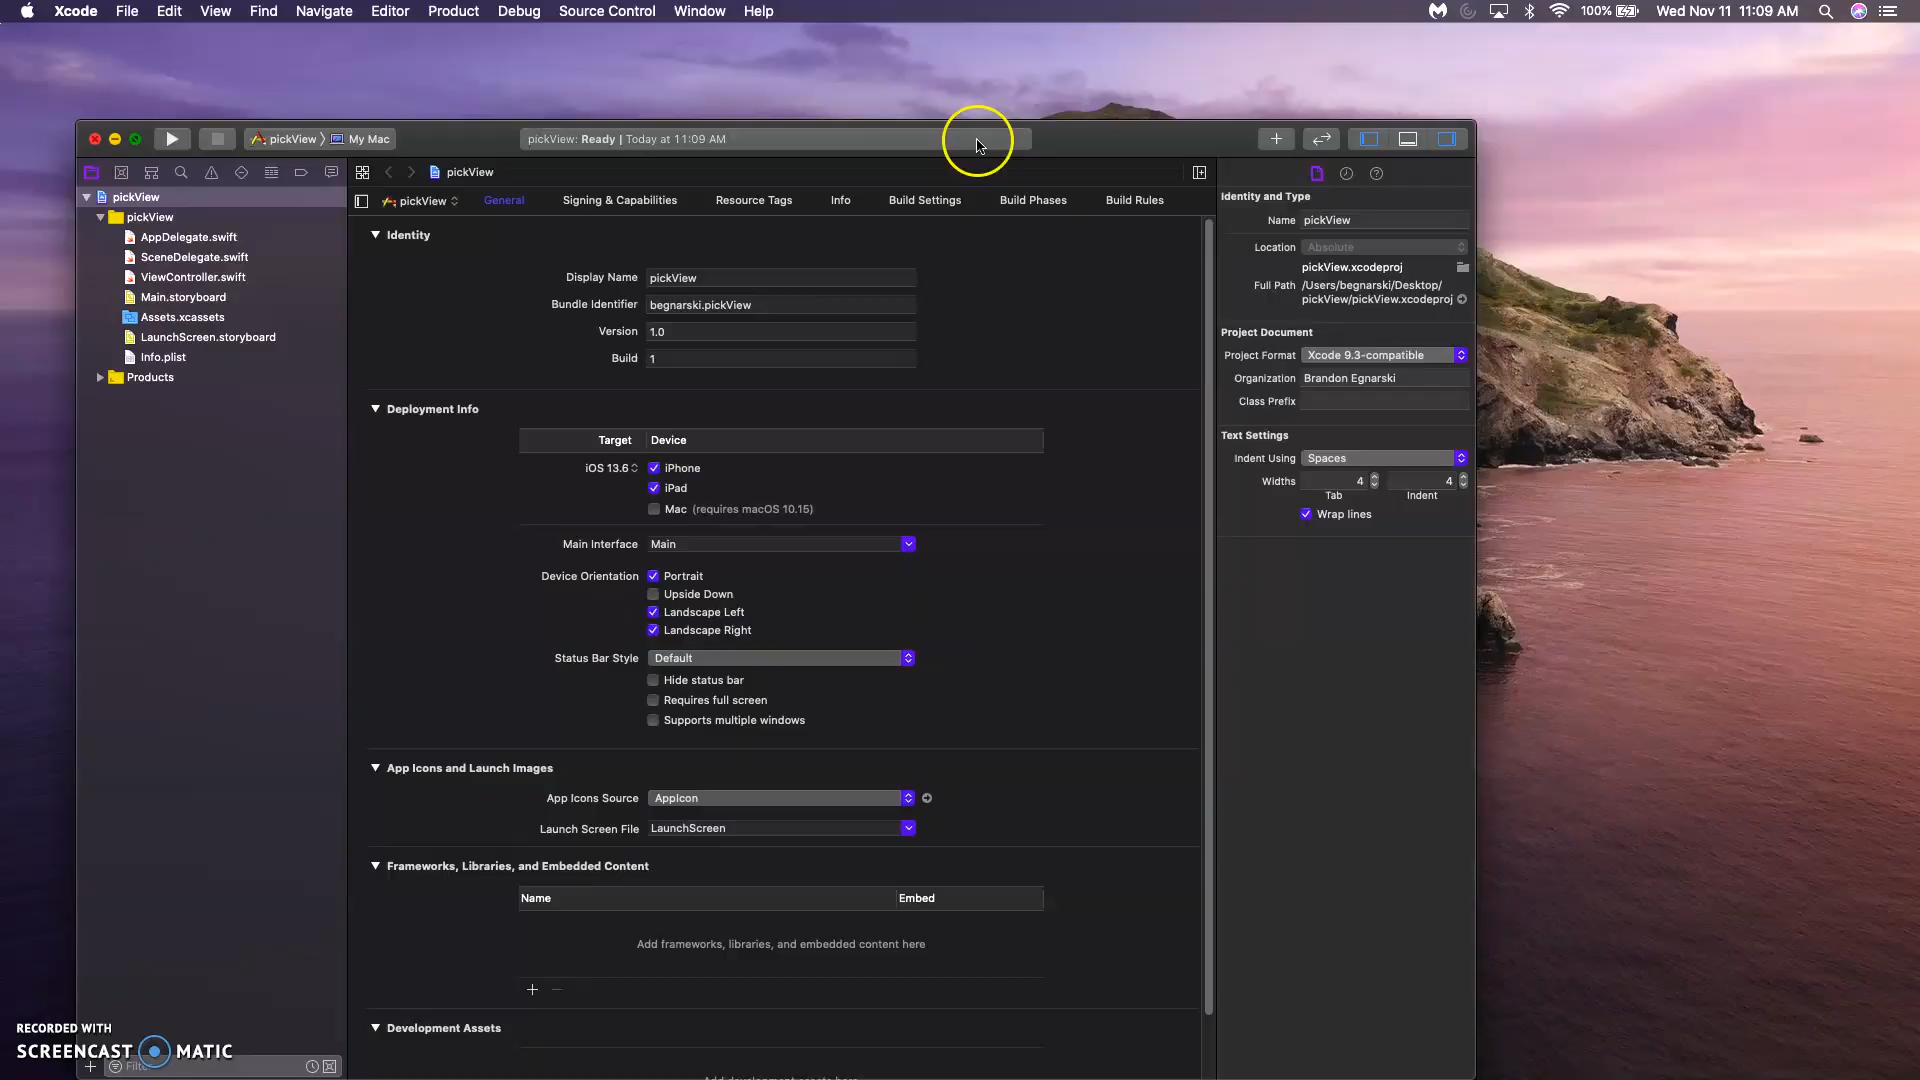 Xcode File Edit View Find Navigate Editor Product Debug Source Control Window Help 100% Wed Nov 11 11:09 AM
pickView My Mac pickView: Ready | Today at 11:09 AM
pickView
pickView
pickView
AppDelegate.swift
SceneDelegate.swift
ViewController.swift
Main.storyboard
Assets.xcassets
LaunchScreen.storyboard
Info.plist
Products
pickView General Signing & Capabilities Resource Tags Info Build Settings Build Phases Build Rules
Identity
Display Name pickView
Bundle Identifier begnarski.pickView
Version 1.0
Build 1
Deployment Info
Target Device
iOS 13.6 iPhone
iPad
Mac (requires macOS 10.15)
Main Interface Main
Device Orientation Portrait
Upside Down
Landscape Left
Landscape Right
Status Bar Style Default
Hide status bar
Requires full screen
Supports multiple windows
App Icons and Launch Images
App Icons Source AppIcon
Launch Screen File LaunchScreen
Frameworks, Libraries, and Embedded Content
Name Embed
Add frameworks, libraries, and embedded content here
Development Assets
Identity and Type
Name pickView
Location Absolute
pickView.xcodeproj
Full Path /Users/begnarski/Desktop/
pickView/pickView.xcodeproj
Project Document
Project Format Xcode 9.3-compatible
Organization Brandon Egnarski
Class Prefix
Text Settings
Indent Using Spaces
Widths 4 4
Tab Indent
Wrap lines
RECORDED WITH
SCREENCAST MATIC